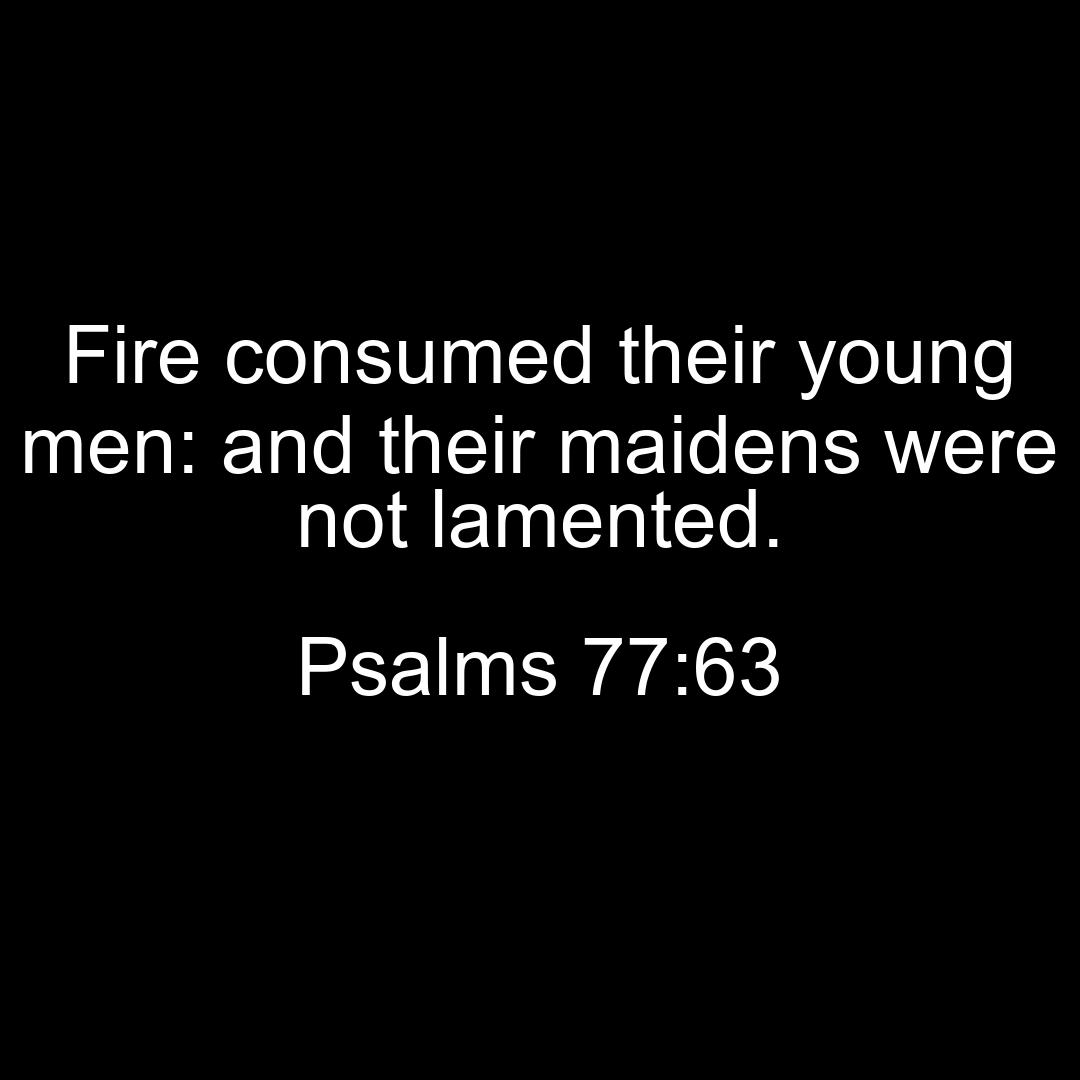 Fire consumed their young
men: and their maidens were
not lamented.
Psalms 77:63